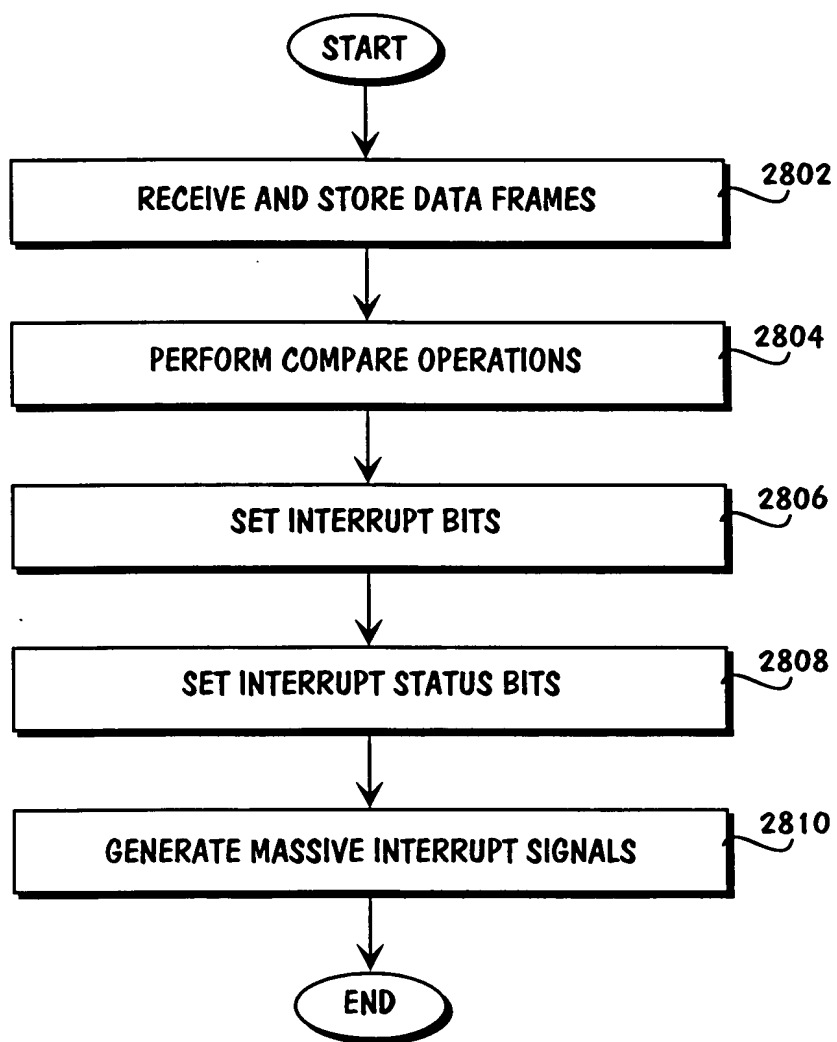 START
RECEIVE AND STORE DATA FRAMES
2802
PERFORM COMPARE OPERATIONS
2804
SET INTERRUPT BITS
2806
SET INTERRUPT STATUS BITS
2808
GENERATE MASSIVE INTERRUPT SIGNALS
2810
END